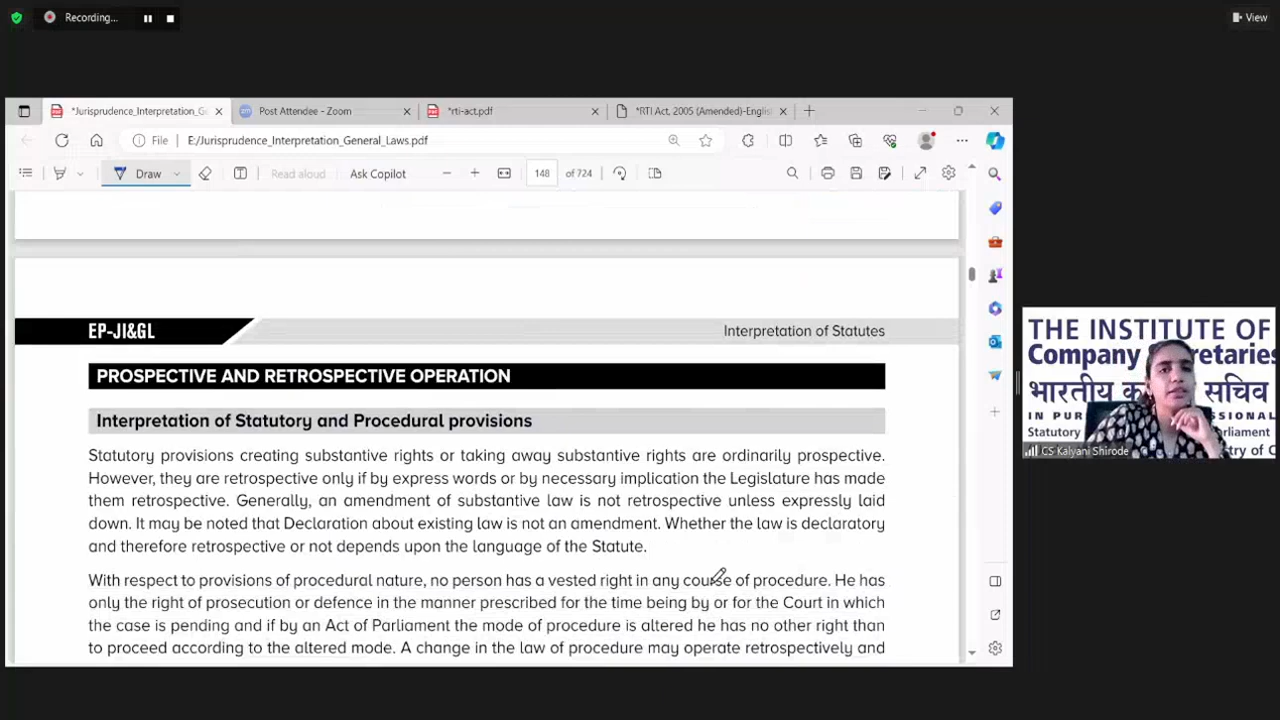 Recording...
View
*Jurisprudence_Interpretation_Ge
Post Attendee - Zoom
*rti-act.pdf
*RTI Act, 2005 (Amended)-Englis
File
E:/Jurisprudence_Interpretation_General_Laws.pdf
Draw
Read aloud
Ask Copilot
148
of 724
EP-JI&GL
Interpretation of Statutes
PROSPECTIVE AND RETROSPECTIVE OPERATION
Interpretation of Statutory and Procedural provisions
Statutory provisions creating substantive rights or taking away substantive rights are ordinarily prospective.
However, they are retrospective only if by express words or by necessary implication the Legislature has made
them retrospective. Generally, an amendment of substantive law is not retrospective unless expressly laid
down. It may be noted that Declaration about existing law is not an amendment. Whether the law is declaratory
and therefore retrospective or not depends upon the language of the Statute.
With respect to provisions of procedural nature, no person has a vested right in any course of procedure. He has
only the right of prosecution or defence in the manner prescribed for the time being by or for the Court in which
the case is pending and if by an Act of Parliament the mode of procedure is altered he has no other right than
to proceed according to the altered mode. A change in the law of procedure may operate retrospectively and
THE INSTITUTE OF
Company
retaries
भारतीय
सचिव
IN PUR
Statutory
arliament
CS Kalyani Shirode